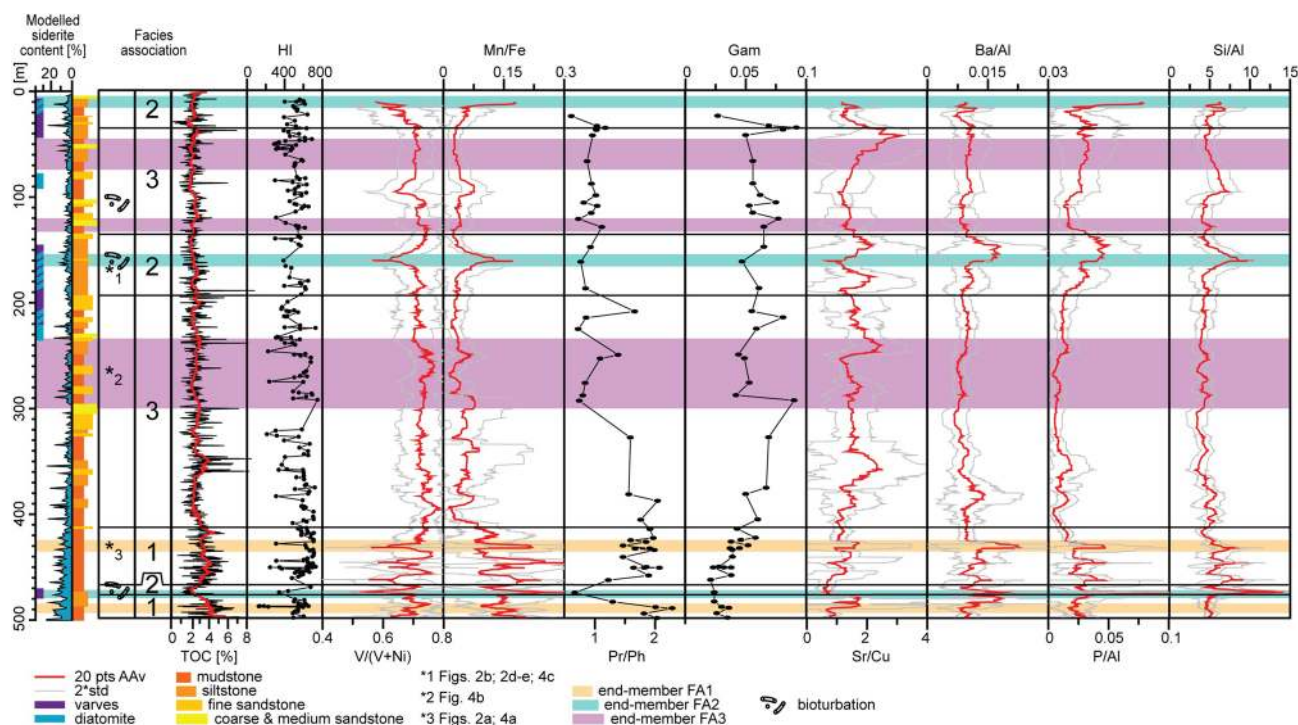 Modelled siderite content [%]
Facies association
HI
Mn/Fe
Gam
Ba/Al
Si/Al
[m] 20 0
0 400 800
0 0.15 0.3
0 0.05 0.1
0 0.015 0.03
0 5 10 15
0
100
200
300
400
500
2
3
2
*1
*2
3
*3
1
2
1
0 2 4 6 8
0.4 0.6 0.8
1 2
0 2 4
0 0.05 0.1
TOC [%]
V/(V+Ni)
Pr/Ph
Sr/Cu
P/Al
20 pts AAv
2*std
varves
diatomite
mudstone
siltstone
fine sandstone
coarse & medium sandstone
*1 Figs. 2b; 2d-e; 4c
*2 Fig. 4b
*3 Figs. 2a; 4a
end-member FA1
end-member FA2
end-member FA3
bioturbation